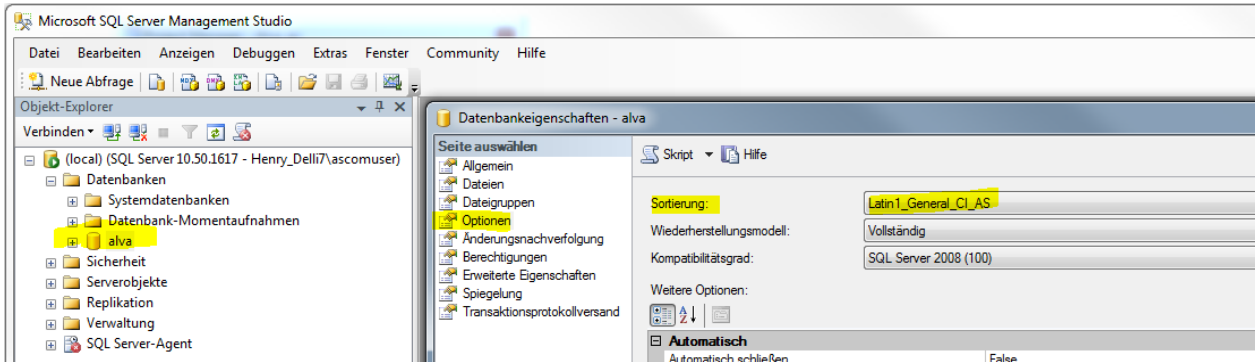 Microsoft SQL Server Management Studio
Datei Bearbeiten Anzeigen Debuggen Extras Fenster Community Hilfe
Neue Abfrage
Objekt-Explorer
Verbinden
(local) (SQL Server 10.50.1617 - Henry_Delli7\ascomuser)
Datenbanken
Systemdatenbanken
Datenbank-Momentaufnahmen
alva
Sicherheit
Serverobjekte
Replikation
Verwaltung
SQL Server-Agent
Datenbankeigenschaften - alva
Seite auswählen
Allgemein
Dateien
Dateigruppen
Optionen
Änderungsnachverfolgung
Berechtigungen
Erweiterte Eigenschaften
Spiegelung
Transaktionsprotokollversand
Skript Hilfe
Sortierung: Latin1_General_CI_AS
Wiederherstellungsmodell: Vollständig
Kompatibilitätsgrad: SQL Server 2008 (100)
Weitere Optionen:
Automatisch
Automatisch schließen False